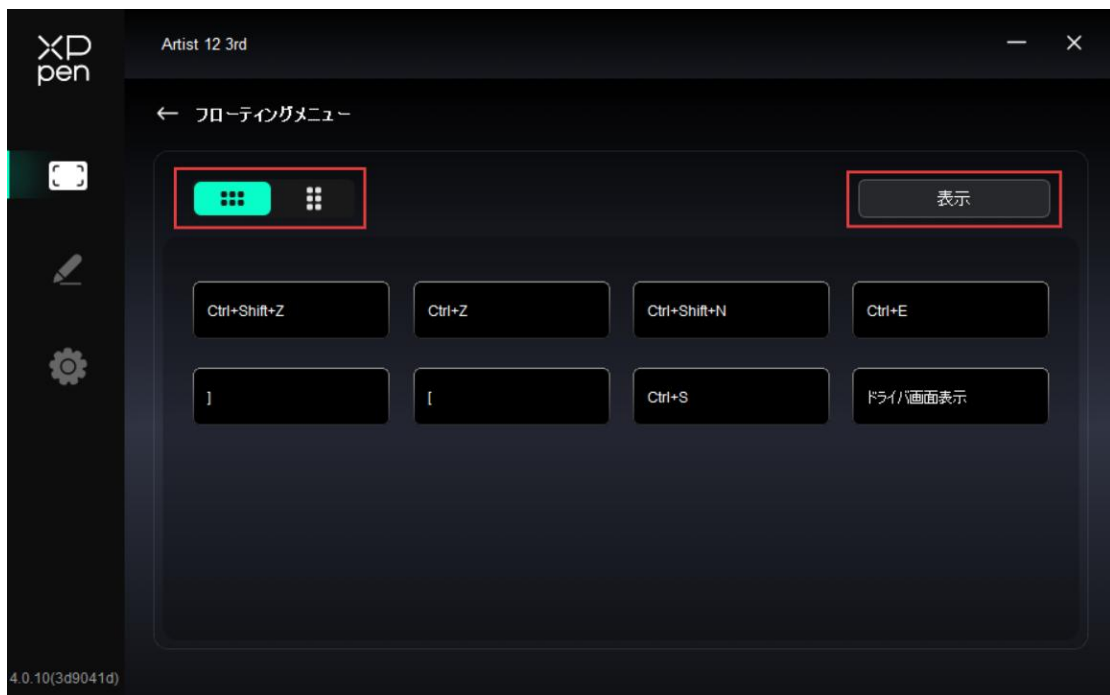 XP
pen
Artist 12 3rd
フローティングメニュー
表示
Ctrl+Shift+Z
Ctrl+Z
Ctrl+Shift+N
Ctrl+E
]
[
Ctrl+S
ドライバ画面表示
4.0.10(3d9041d)